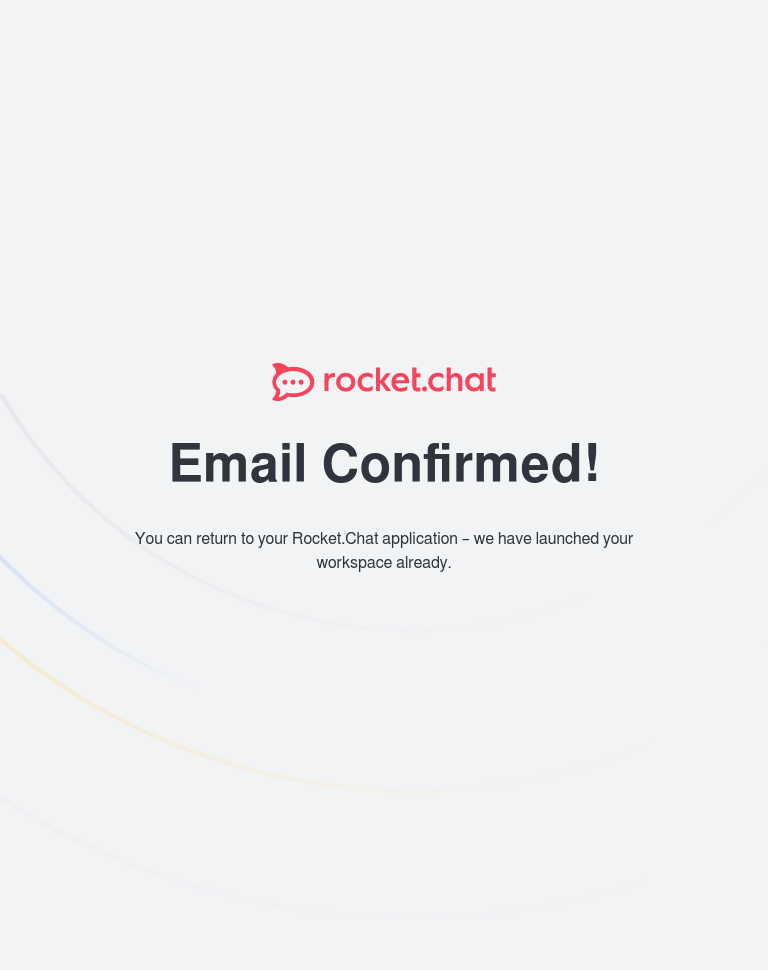 rocket.chat
Email Confirmed!
You can return to your Rocket.Chat application – we have launched your
workspace already.